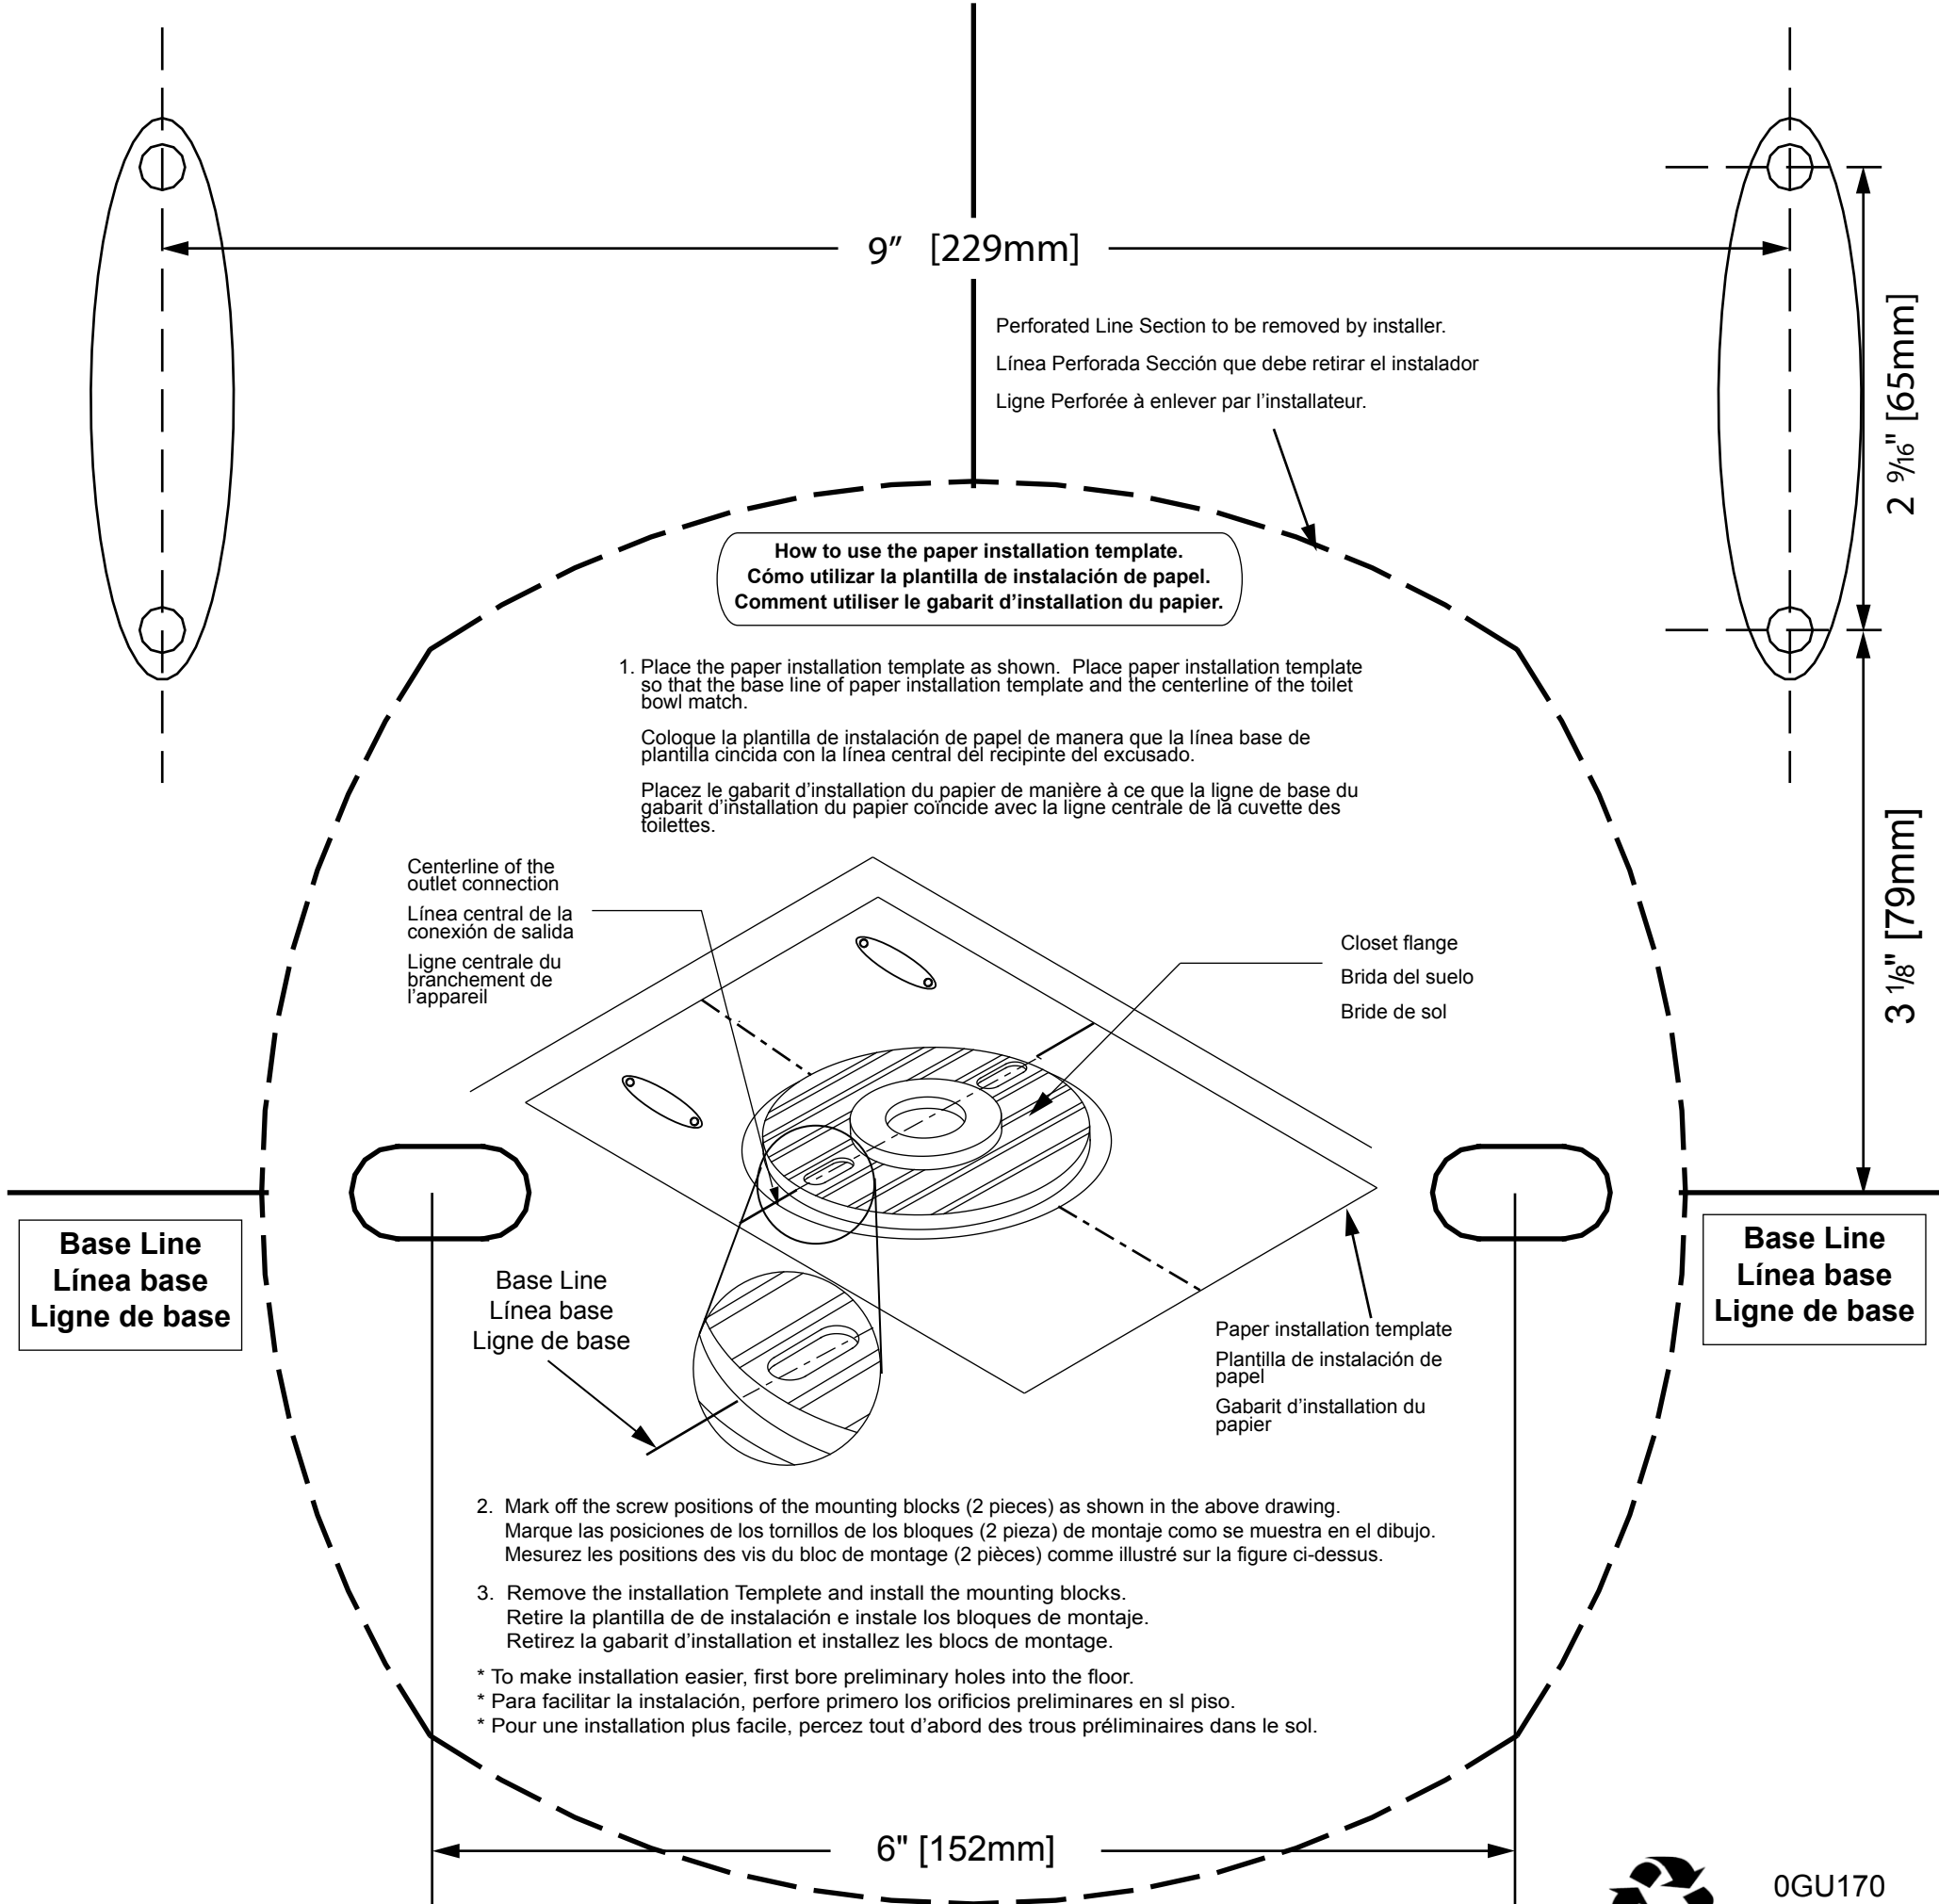 9” [229mm]
Perforated Line Section to be removed by installer.
Línea Perforada Sección que debe retirar el instalador
Ligne Perforée à enlever par l’installateur.
2 9/16" [65mm]
How to use the paper installation template.
Cómo utilizar la plantilla de instalación de papel.
Comment utiliser le gabarit d’installation du papier.
1. Place the paper installation template as shown. Place paper installation template
so that the base line of paper installation template and the centerline of the toilet
bowl match.
Coloque la plantilla de instalación de papel de manera que la línea base de
plantilla cincida con la línea central del recipinte del excusado.
Placez le gabarit d’installation du papier de manière à ce que la ligne de base du
gabarit d’installation du papier coïncide avec la ligne centrale de la cuvette des
toilettes.
3 1/8" [79mm]
Centerline of the
outlet connection
Línea central de la
conexión de salida
Ligne centrale du
branchement de
l’appareil
Closet flange
Brida del suelo
Bride de sol
Base Line
Línea base
Ligne de base
Base Line
Línea base
Ligne de base
Base Line
Línea base
Ligne de base
Paper installation template
Plantilla de instalación de
papel
Gabarit d’installation du
papier
2. Mark off the screw positions of the mounting blocks (2 pieces) as shown in the above drawing.
Marque las posiciones de los tornillos de los bloques (2 pieza) de montaje como se muestra en el dibujo.
Mesurez les positions des vis du bloc de montage (2 pièces) comme illustré sur la figure ci-dessus.
3. Remove the installation Templete and install the mounting blocks.
Retire la plantilla de de instalación e instale los bloques de montaje.
Retirez la gabarit d’installation et installez les blocs de montage.
* To make installation easier, first bore preliminary holes into the floor.
* Para facilitar la instalación, perfore primero los orificios preliminares en sl piso.
* Pour une installation plus facile, percez tout d’abord des trous préliminaires dans le sol.
6" [152mm]
0GU170